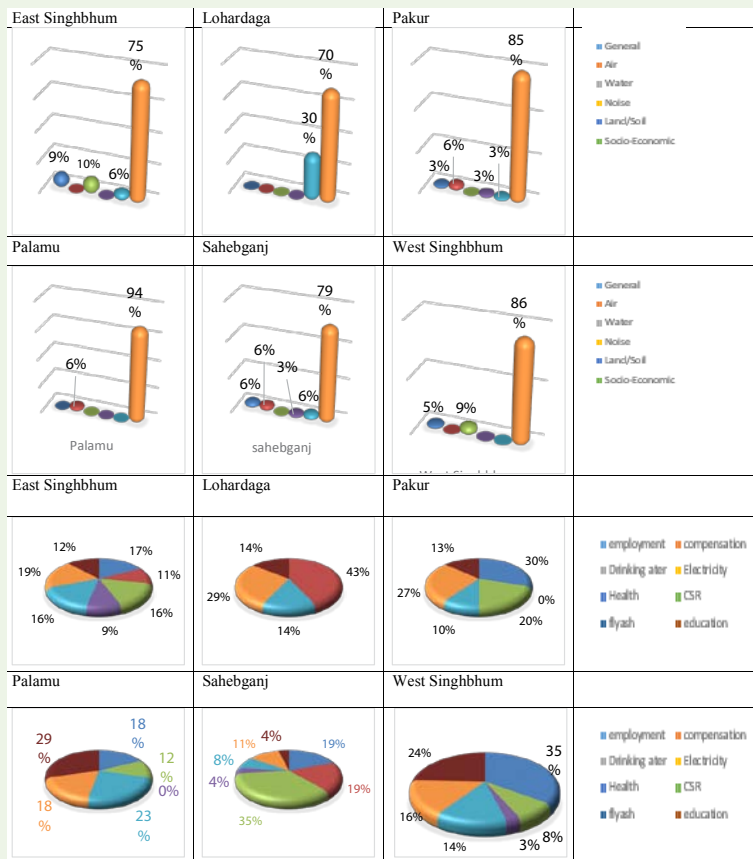 East Singhbhum Lohardaga Pakur
75 %
9%
10%
6%
70 %
30 %
85 %
6%
3%
3%
3%
General
Air
Water
Noise
Land/Soil
Socio-Economic
Palamu Sahebganj West Singhbhum
94 %
6%
Palamu
79 %
6%
3%
6%
6%
sahebganj
86 %
5%
9%
General
Air
Water
Noise
Land/Soil
Socio-Economic
East Singhbhum Lohardaga Pakur
12%
17%
19%
11%
16%
16%
9%
14%
43%
29%
14%
13%
30%
27%
0%
20%
10%
employment compensation
Drinking ater Electricity
Health CSR
flyash education
Palamu Sahebganj West Singhbhum
18 %
29 %
12 %
0%
18 %
23 %
4%
11%
19%
8%
4%
19%
35%
24%
35 %
16%
8%
14%
3%
employment compensation
Drinking ater Electricity
Health CSR
flyash education